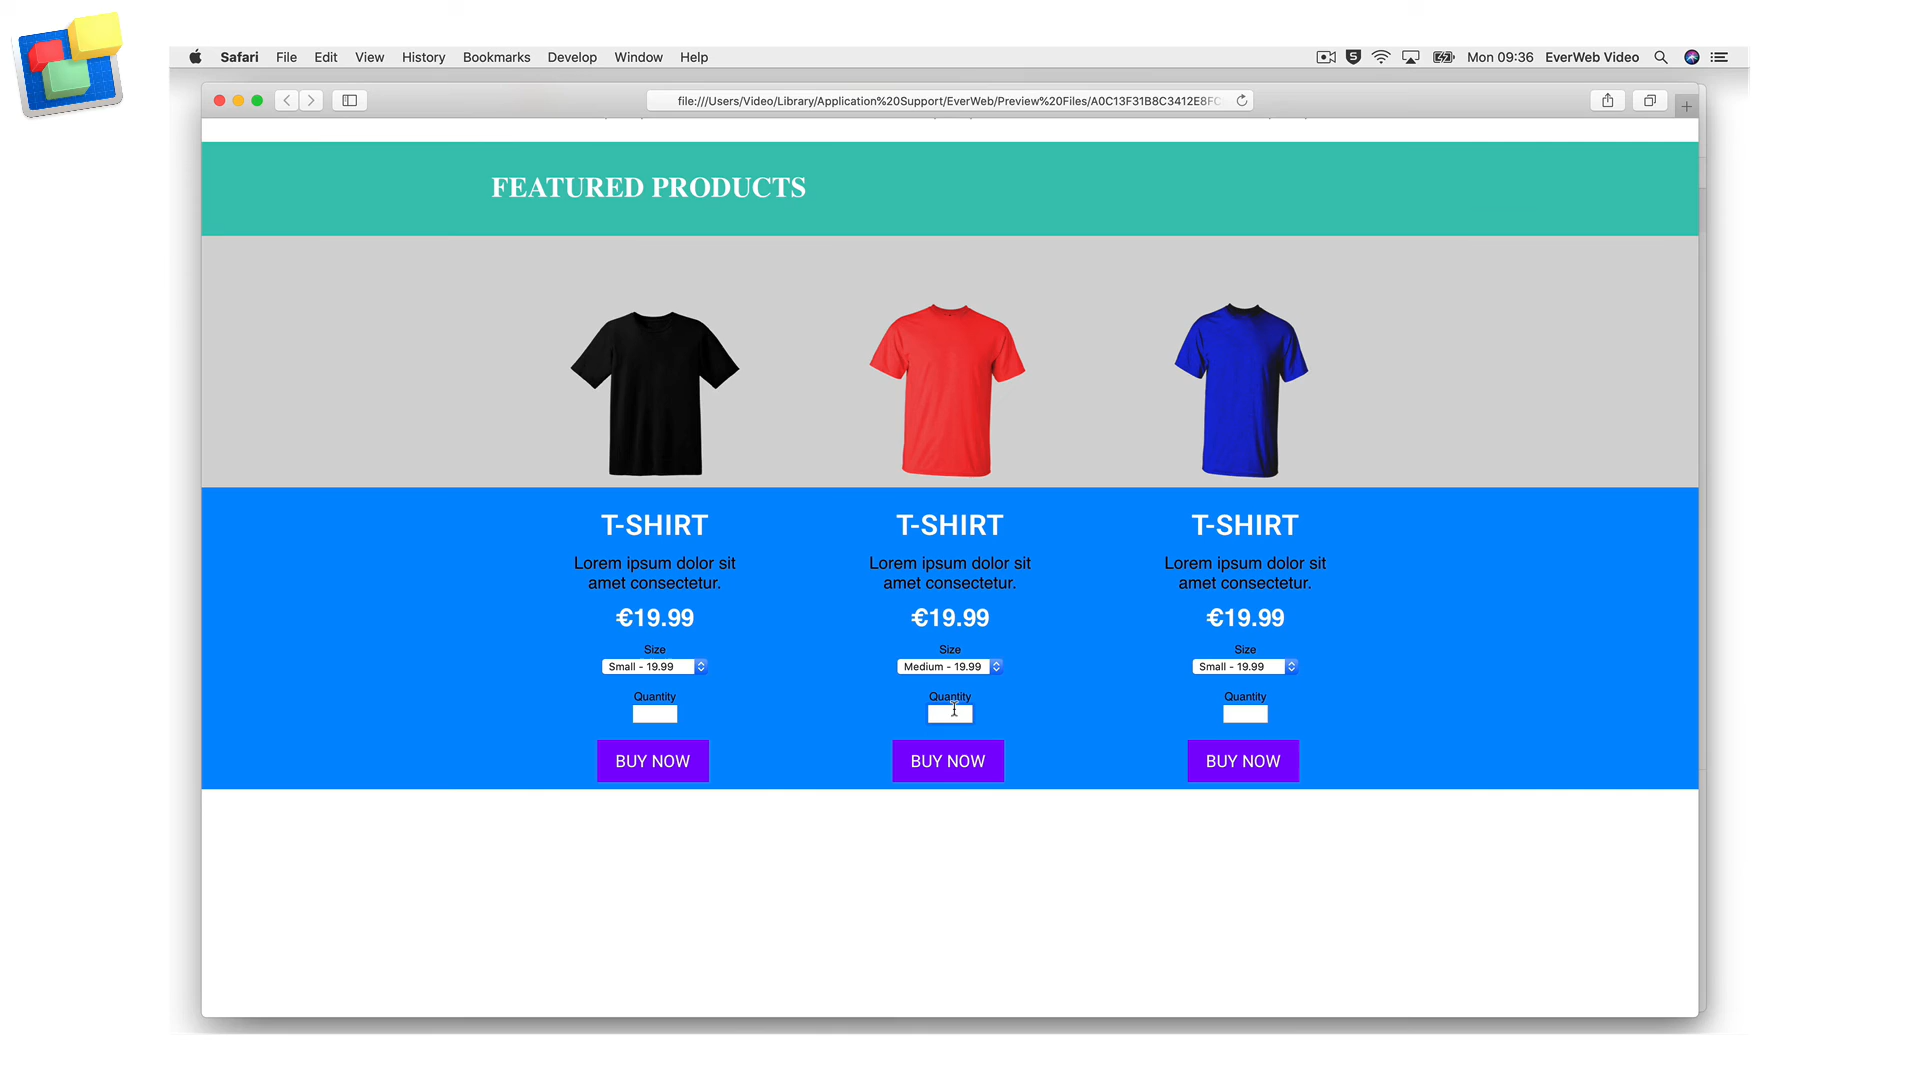 Safari File Edit View History Bookmarks Develop Window Help Mon 09:36 EverWeb Video
file:///Users/Video/Library/Application%20Support/EverWeb/Preview%20Files/A0C13F31B8C3412E8FC
FEATURED PRODUCTS
T-SHIRT T-SHIRT T-SHIRT
Lorem ipsum dolor sit Lorem ipsum dolor sit Lorem ipsum dolor sit
amet consectetur. amet consectetur. amet consectetur.
€19.99 €19.99 €19.99
Size Size Size
Small - 19.99 Medium - 19.99 Small - 19.99
Quantity Quantity Quantity
BUY NOW BUY NOW BUY NOW